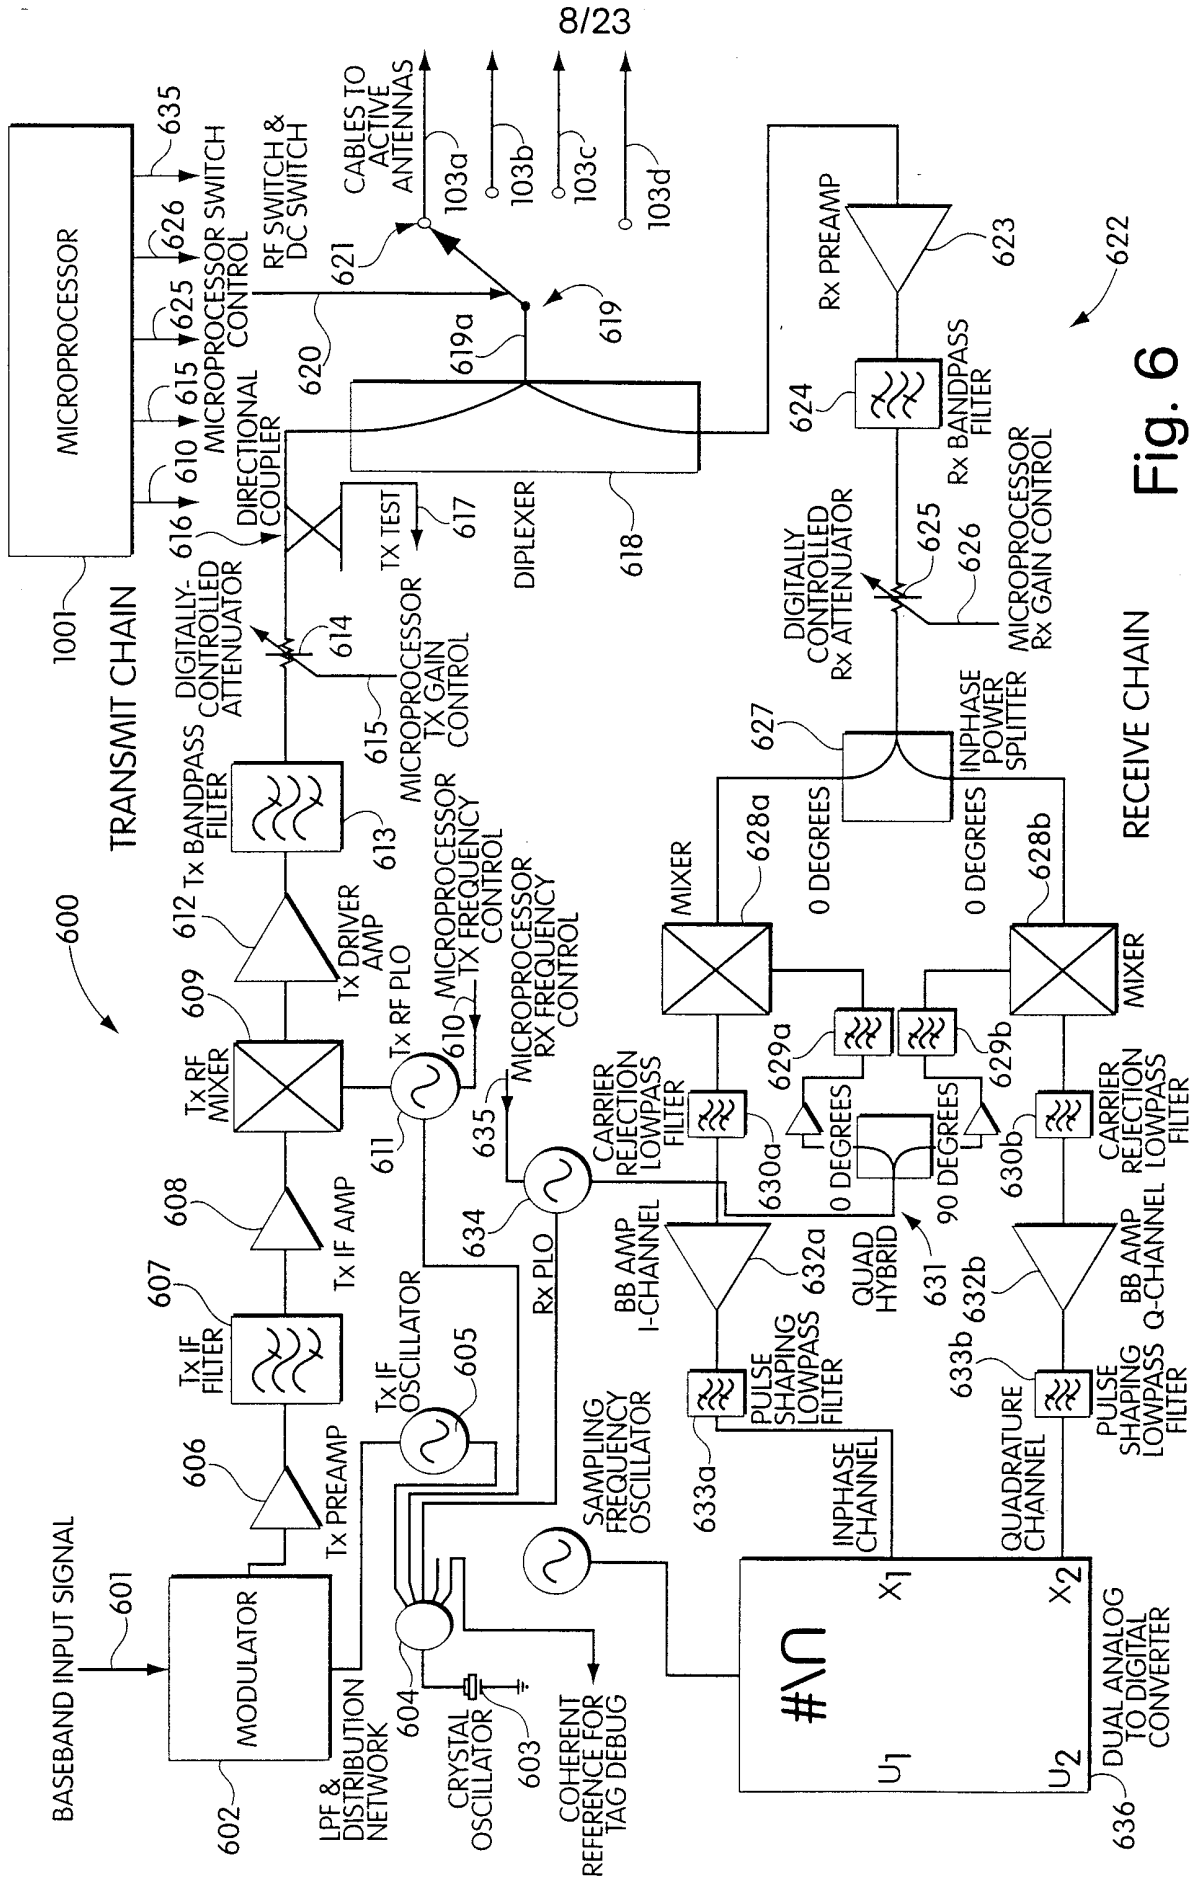 8/23
MICROPROCESSOR
1001
610
615
625
626
635
MICROPROCESSOR SWITCH
CONTROL
RF SWITCH &
DC SWITCH
CABLES TO
ACTIVE
ANTENNAS
103a
103b
103c
103d
621
620
619a
619
TRANSMIT CHAIN
600
BASEBAND INPUT SIGNAL
601
MODULATOR
602
606
Tx PREAMP
607
Tx IF
FILTER
608
Tx IF AMP
609
Tx RF
MIXER
612
Tx DRIVER
AMP
Tx BANDPASS
FILTER
613
DIGITALLY-
CONTROLLED
ATTENUATOR
614
615
MICROPROCESSOR
TX GAIN
CONTROL
616
DIRECTIONAL
COUPLER
TX TEST
617
DIPLEXER
618
LPF &
DISTRIBUTION
NETWORK
604
CRYSTAL
OSCILLATOR
603
COHERENT
REFERENCE FOR
TAG DEBUG
Tx IF
OSCILLATOR
605
611
Tx RF PLO
610
MICROPROCESSOR
TX FREQUENCY
CONTROL
635
MICROPROCESSOR
RX FREQUENCY
CONTROL
634
Rx PLO
SAMPLING
FREQUENCY
OSCILLATOR
Rx PREAMP
623
622
624
Rx BANDPASS
FILTER
DIGITALLY
CONTROLLED
Rx ATTENUATOR
625
626
MICROPROCESSOR
Rx GAIN CONTROL
627
INPHASE
POWER
SPLITTER
0 DEGREES
0 DEGREES
MIXER
628a
628b
MIXER
629a
629b
CARRIER
REJECTION
LOWPASS
FILTER
630a
0 DEGREES
90 DEGREES
630b
CARRIER
REJECTION
LOWPASS
FILTER
QUAD
HYBRID
631
BB AMP
I-CHANNEL
632a
632b
BB AMP
Q-CHANNEL
PULSE
SHAPING
LOWPASS
FILTER
633a
633b
PULSE
SHAPING
LOWPASS
FILTER
INPHASE
CHANNEL
QUADRATURE
CHANNEL
#\∩
U1
X1
U2
X2
DUAL ANALOG
TO DIGITAL
CONVERTER
636
RECEIVE CHAIN
Fig. 6